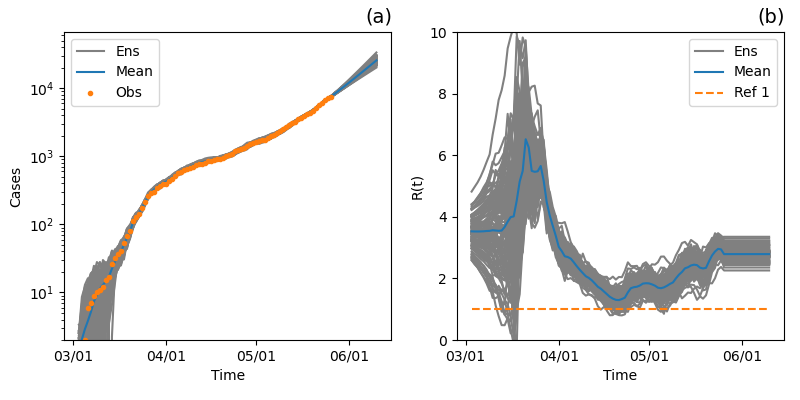 (a)
Ens
Mean
Obs
10^4
10^3
10^2
10^1
Cases
03/01 04/01 05/01 06/01
Time
(b)
Ens
Mean
Ref 1
10
8
6
4
2
0
R(t)
03/01 04/01 05/01 06/01
Time